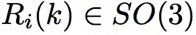 R_i(k) ∈ SO(3)